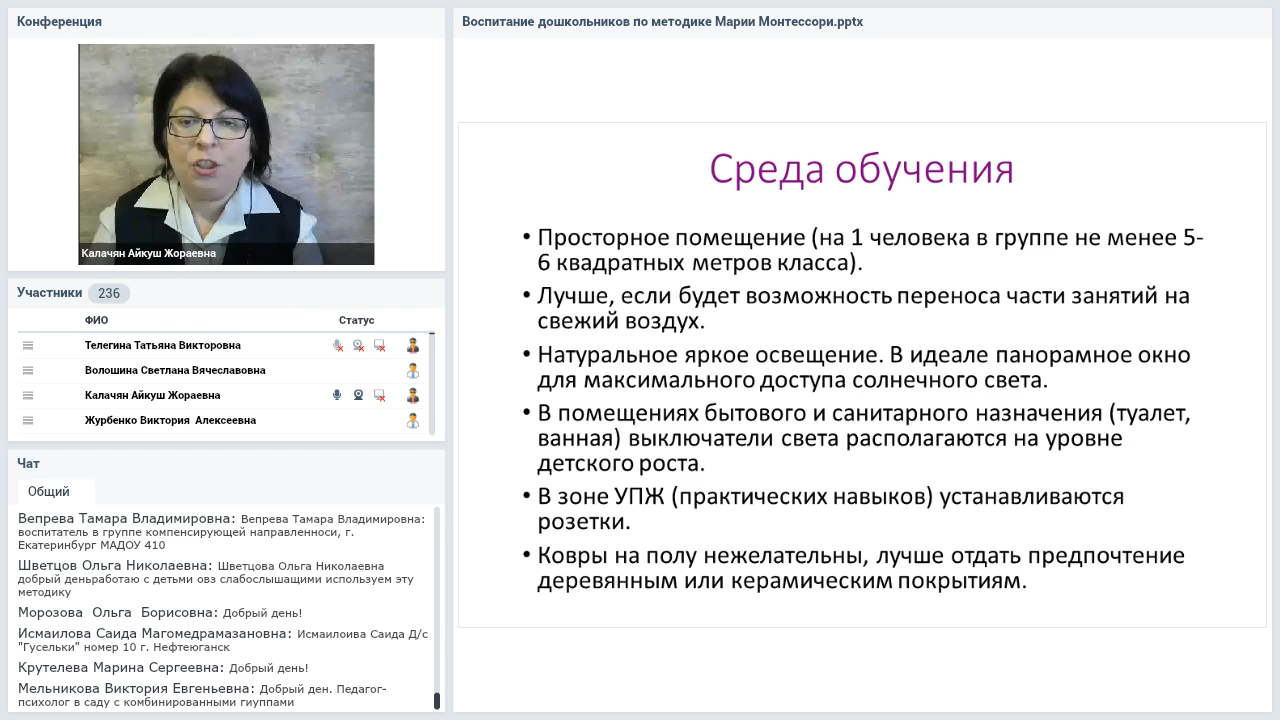 Конференция
Калачян Айкуш Жораевна
Участники 236
ФИО Статус
Телегина Татьяна Викторовна
Волошина Светлана Вячеславовна
Калачян Айкуш Жораевна
Журбенко Виктория Алексеевна
Чат
Общий
Вепрева Тамара Владимировна: Вепрева Тамара Владимировна:
воспитатель в группе компенсирующей направленноси, г.
Екатеринбург МАДОУ 410
Шветцов Ольга Николаевна: Шветцова Ольга Николаевна
добрый деньработаю с детьми овз слабослышащими используем эту
методику
Морозова Ольга Борисовна: Добрый день!
Исмаилова Саида Магомедрамазановна: Исмаилоива Саида Д/с
"Гусельки" номер 10 г. Нефтеюганск
Крутелева Марина Сергеевна: Добрый день!
Мельникова Виктория Евгеньевна: Добрый ден. Педагог-
психолог в саду с комбинированными гиуппами
Воспитание дошкольников по методике Марии Монтессори.pptx
Среда обучения
• Просторное помещение (на 1 человека в группе не менее 5-
6 квадратных метров класса).
• Лучше, если будет возможность переноса части занятий на
свежий воздух.
• Натуральное яркое освещение. В идеале панорамное окно
для максимального доступа солнечного света.
• В помещениях бытового и санитарного назначения (туалет,
ванная) выключатели света располагаются на уровне
детского роста.
• В зоне УПЖ (практических навыков) устанавливаются
розетки.
• Ковры на полу нежелательны, лучше отдать предпочтение
деревянным или керамическим покрытиям.